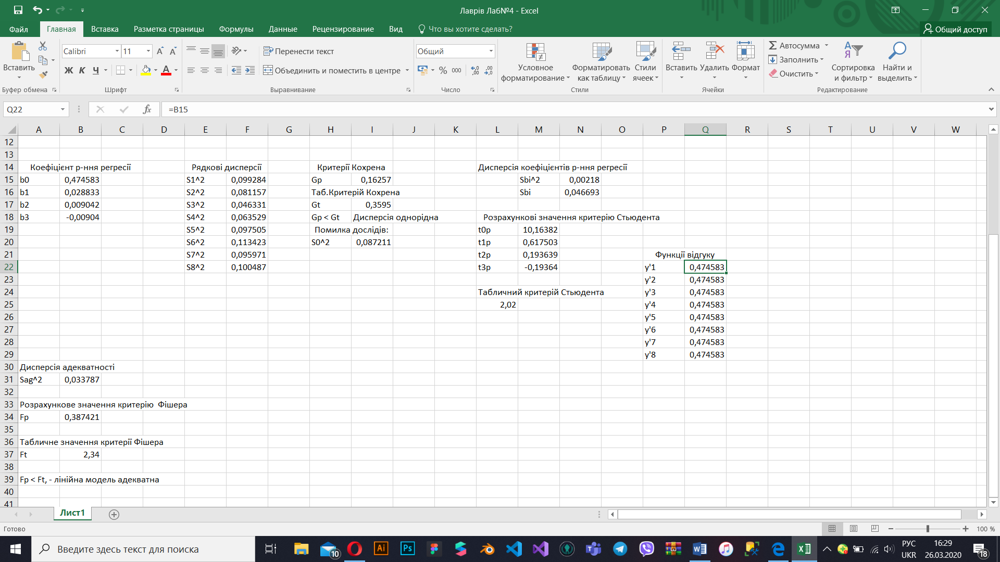 Лаврів Лаб№4 - Excel
Файл Главная Вставка Разметка страницы Формулы Данные Рецензирование Вид Что вы хотите сделать? Общий доступ
Вставить
Calibri 11
Ж К Ч А
Перенести текст
Объединить и поместить в центре
Общий
% 000
Условное форматирование
Форматировать как таблицу
Стили ячеек
Вставить Удалить Формат
Автосумма
Заполнить
Очистить
Сортировка и фильтр
Найти и выделить
Буфер обмена Шрифт Выравнивание Число Стили Ячейки Редактирование
Q22 fx =B15
A B C D E F G H I J K L M N O P Q R S T U V W
12
13
14 Коефіцієнт р-ння регресії Рядкові дисперсії Критерії Кохрена Дисперсія коефіцієнтів р-ння регресії
15 b0 0,474583 S1^2 0,099284 Gp 0,16257 Sbi^2 0,00218
16 b1 0,028833 S2^2 0,081157 Таб.Критерій Кохрена Sbi 0,046693
17 b2 0,009042 S3^2 0,046331 Gt 0,3595
18 b3 -0,00904 S4^2 0,063529 Gp < Gt Дисперсія однорідна Розрахункові значення критерію Стьюдента
19 S5^2 0,097505 Помилка дослідів: t0p 10,16382
20 S6^2 0,113423 S0^2 0,087211 t1p 0,617503
21 S7^2 0,095971 t2p 0,193639 Функції відгуку
22 S8^2 0,100487 t3p -0,19364 y'1 0,474583
23 y'2 0,474583
24 Табличний критерій Стьюдента y'3 0,474583
25 2,02 y'4 0,474583
26 y'5 0,474583
27 y'6 0,474583
28 y'7 0,474583
29 y'8 0,474583
30 Дисперсія адекватності
31 Sag^2 0,033787
32
33 Розрахункове значення критерію Фішера
34 Fp 0,387421
35
36 Табличне значення критерії Фішера
37 Ft 2,34
38
39 Fp < Ft, - лінійна модель адекватна
40
41
Лист1
Готово 100 %
Введите здесь текст для поиска
10
Ai
Ps
РУС
UKR
16:29
26.03.2020
18